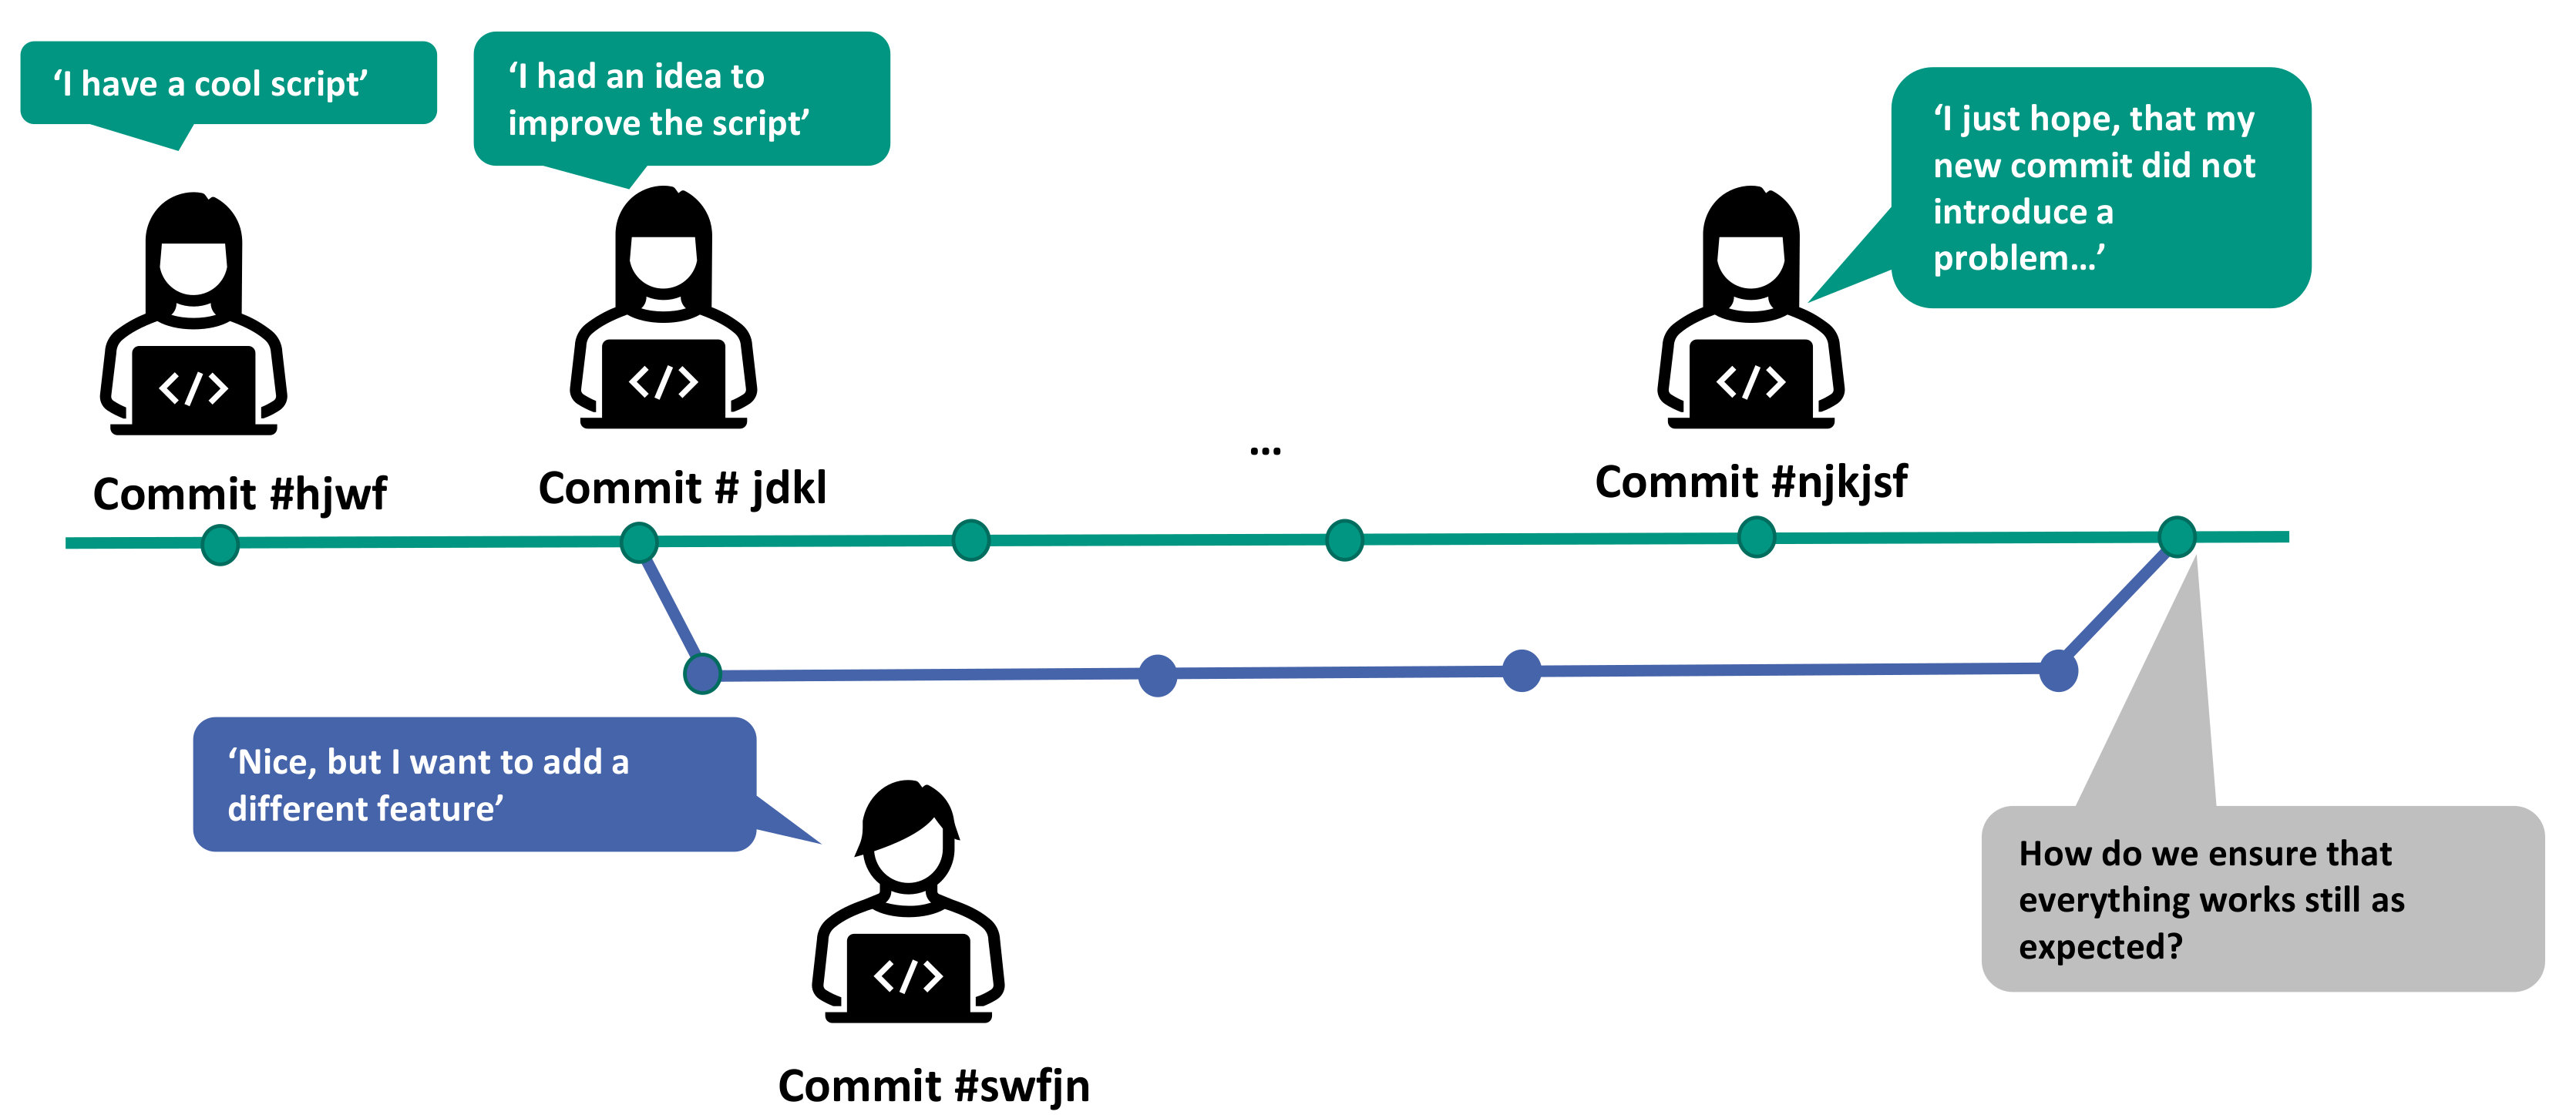 ‘I have a cool script’
‘I had an idea to
improve the script’
‘I just hope, that my
new commit did not
introduce a
problem...’
</>
</>
</>
...
Commit #hjwf
Commit # jdkl
Commit #njkjsf
‘Nice, but I want to add a
different feature’
</>
Commit #swfjn
How do we ensure that
everything works still as
expected?